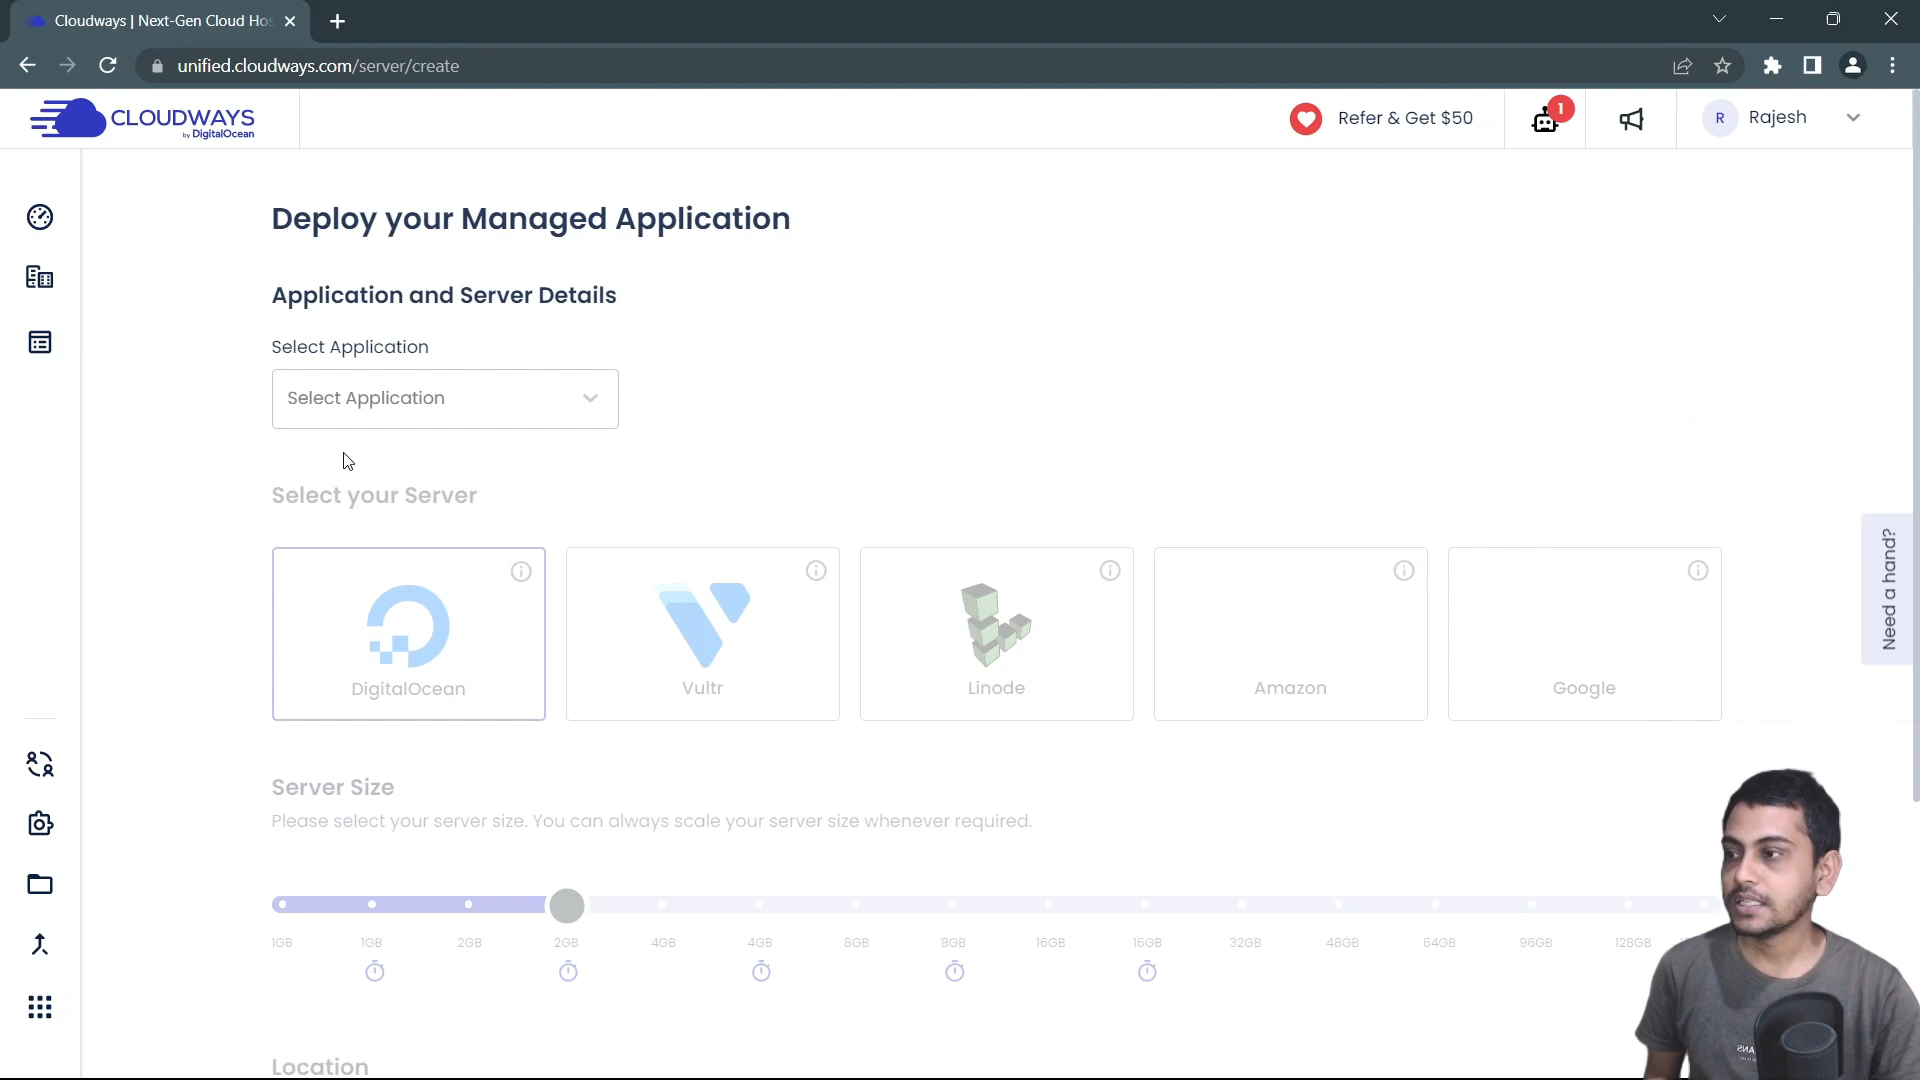 Cloudways | Next-Gen Cloud Hos
unified.cloudways.com/server/create
CLOUDWAYS
by DigitalOcean
Refer & Get $50
1
R
Rajesh
Deploy your Managed Application
Application and Server Details
Select Application
Select Application
Select your Server
DigitalOcean
Vultr
Linode
Amazon
Google
Need a hand?
Server Size
Please select your server size. You can always scale your server size whenever required.
1GB 1GB 2GB 2GB 4GB 4GB 8GB 8GB 16GB 16GB 32GB 48GB 64GB 96GB 128GB
Location